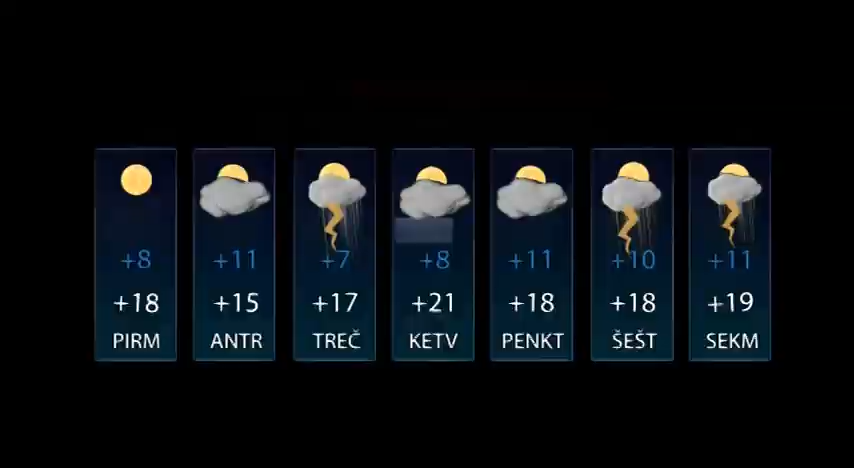 +8 +11 +7 +8 +11 +10 +11
+18 +15 +17 +21 +18 +18 +19
PIRM ANTR TREČ KETV PENKT ŠEŠT SEKM